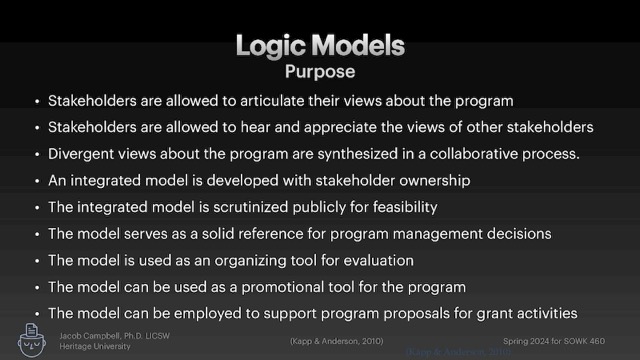 Logic Models
Purpose
• Stakeholders are allowed to articulate their views about the program
• Stakeholders are allowed to hear and appreciate the views of other stakeholders
• Divergent views about the program are synthesized in a collaborative process.
• An integrated model is developed with stakeholder ownership
• The integrated model is scrutinized publicly for feasibility
• The model serves as a solid reference for program management decisions
• The model is used as an organizing tool for evaluation
• The model can be used as a promotional tool for the program
• The model can be employed to support program proposals for grant activities
Jacob Campbell, Ph.D. LICSW
Heritage University
(Kapp & Anderson, 2010)
Spring 2024 for SOWK 460
(Kapp & Anderson, 2010)